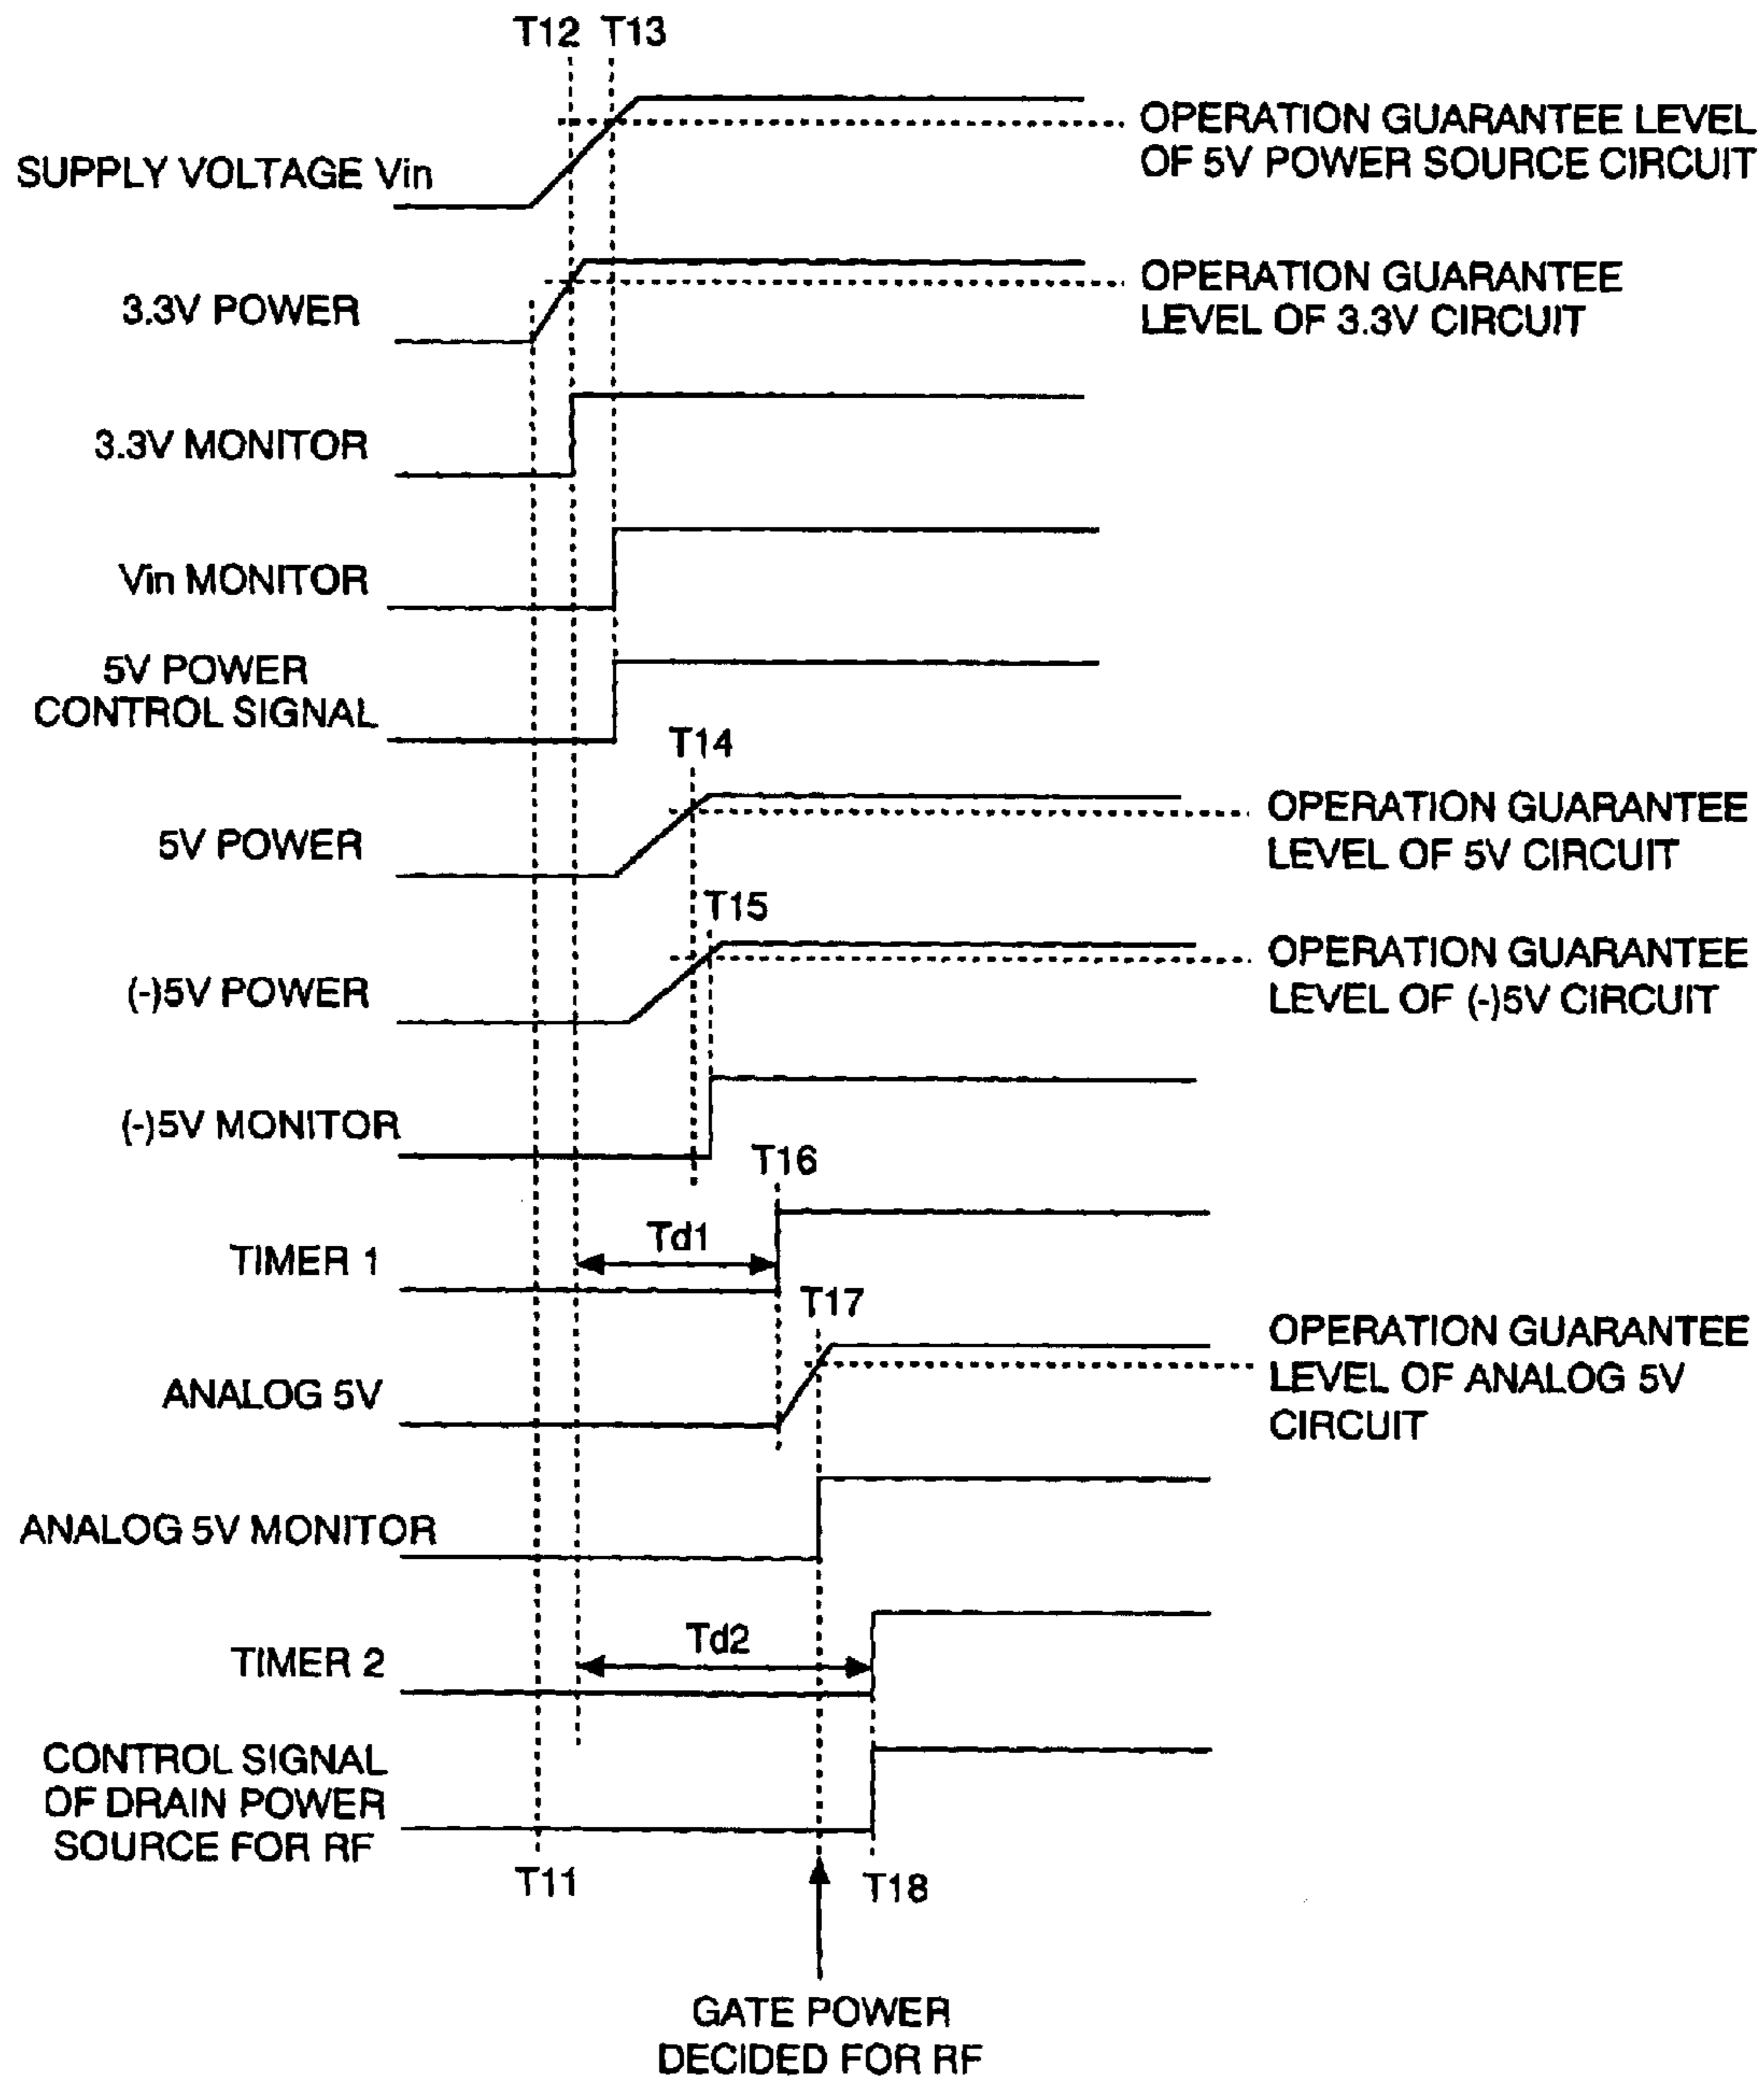 T12 T13
OPERATION GUARANTEE LEVEL
OF 5V POWER SOURCE CIRCUIT
SUPPLY VOLTAGE Vin
OPERATION GUARANTEE
LEVEL OF 3.3V CIRCUIT
3.3V POWER
3.3V MONITOR
Vin MONITOR
5V POWER
CONTROL SIGNAL
T14
OPERATION GUARANTEE
LEVEL OF 5V CIRCUIT
5V POWER
T15
OPERATION GUARANTEE
LEVEL OF (-)5V CIRCUIT
(-)5V POWER
(-)5V MONITOR
T16
Td1
TIMER 1
T17
OPERATION GUARANTEE
LEVEL OF ANALOG 5V
CIRCUIT
ANALOG 5V
ANALOG 5V MONITOR
Td2
TIMER 2
CONTROL SIGNAL
OF DRAIN POWER
SOURCE FOR RF
T11
T18
GATE POWER
DECIDED FOR RF